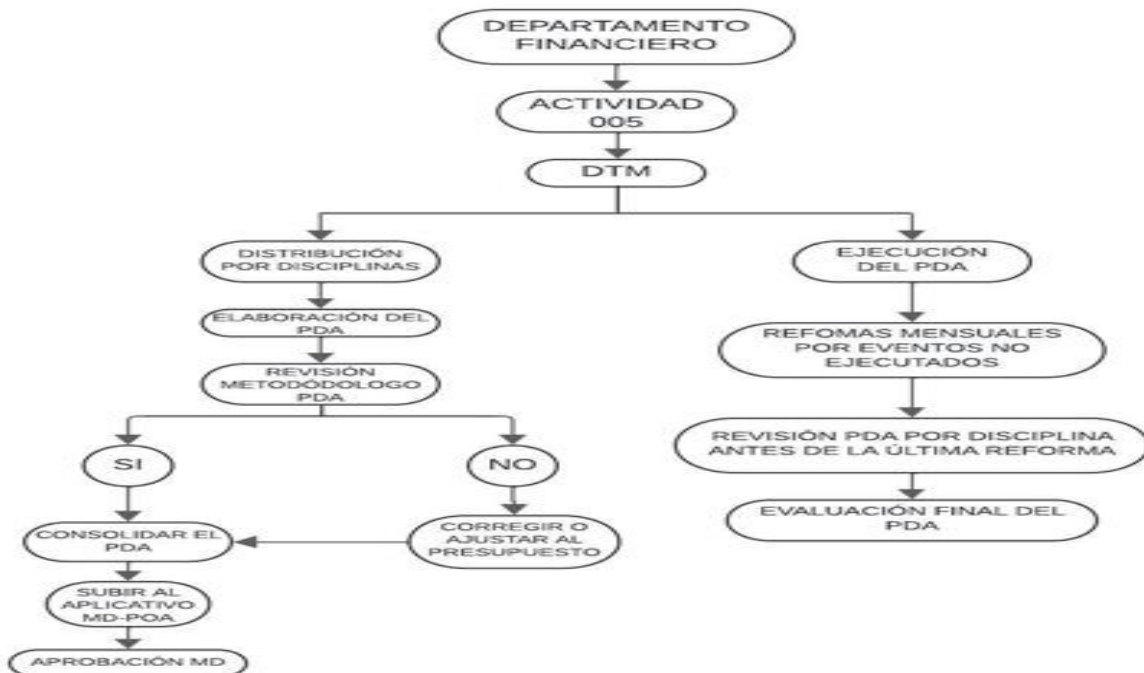 DEPARTAMENTO
FINANCIERO
ACTIVIDAD
005
DTM
DISTRIBUCIÓN
POR DISCIPLINAS
ELABORACIÓN DEL
PDA
REVISIÓN
METODÓDOLOGO
PDA
SI
NO
CONSOLIDAR EL
PDA
CORREGIR O
AJUSTAR AL
PRESUPUESTO
SUBIR AL
APLICATIVO
MD-POA
APROBACIÓN MD
EJECUCIÓN
DEL PDA
REFOMAS MENSUALES
POR EVENTOS NO
EJECUTADOS
REVISIÓN PDA POR DISCIPLINA
ANTES DE LA ÚLTIMA REFORMA
EVALUACIÓN FINAL DEL
PDA